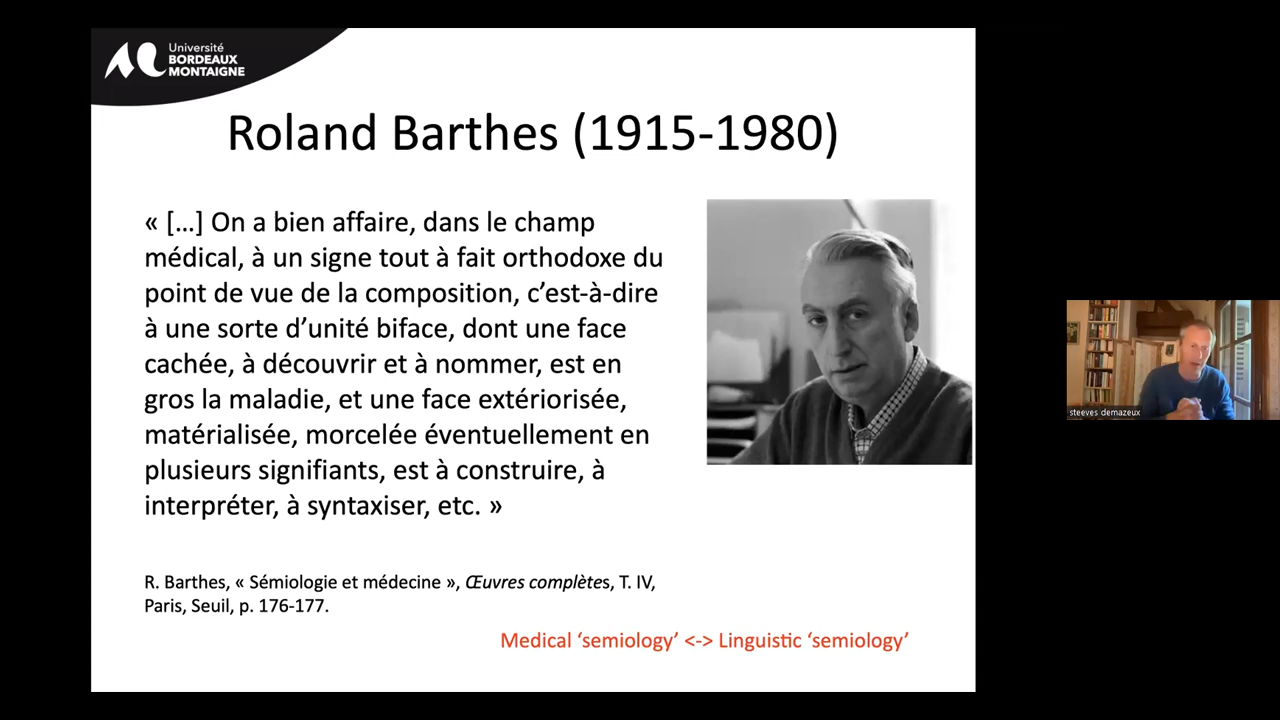 Université
BORDEAUX
MONTAIGNE
Roland Barthes (1915-1980)
« [...] On a bien affaire, dans le champ
médical, à un signe tout à fait orthodoxe du
point de vue de la composition, c’est-à-dire
à une sorte d’unité biface, dont une face
cachée, à découvrir et à nommer, est en
gros la maladie, et une face extériorisée,
matérialisée, morcelée éventuellement en
plusieurs signifiants, est à construire, à
interpréter, à syntaxiser, etc. »
R. Barthes, « Sémiologie et médecine », Œuvres complètes, T. IV,
Paris, Seuil, p. 176-177.
Medical ‘semiology’ <-> Linguistic ‘semiology’
steeves demazeux